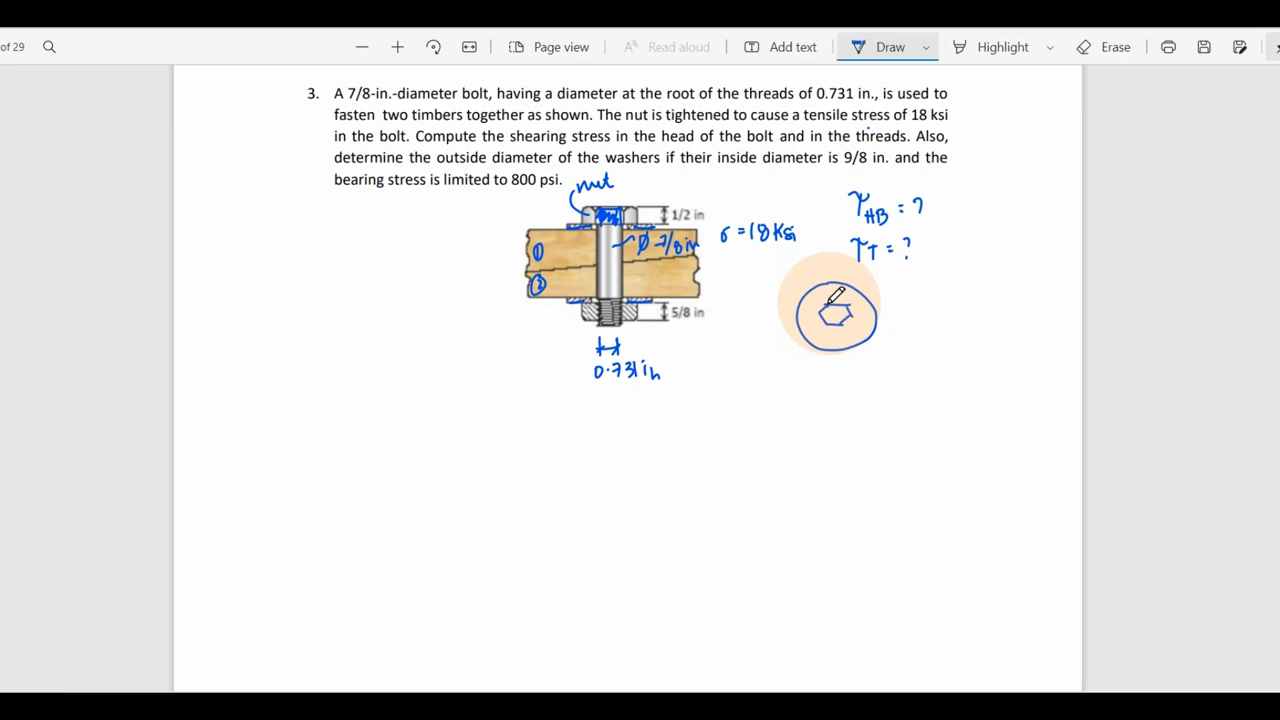 of 29
Page view
Read aloud
Add text
Draw
Highlight
Erase
3. A 7/8-in.-diameter bolt, having a diameter at the root of the threads of 0.731 in., is used to
fasten two timbers together as shown. The nut is tightened to cause a tensile stress of 18 ksi
in the bolt. Compute the shearing stress in the head of the bolt and in the threads. Also,
determine the outside diameter of the washers if their inside diameter is 9/8 in. and the
bearing stress is limited to 800 psi.
nut
1/2 in
① Ø 7/8 in
②
5/8 in
0.731in
σ = 18 Ksi
τHB = ?
τT = ?